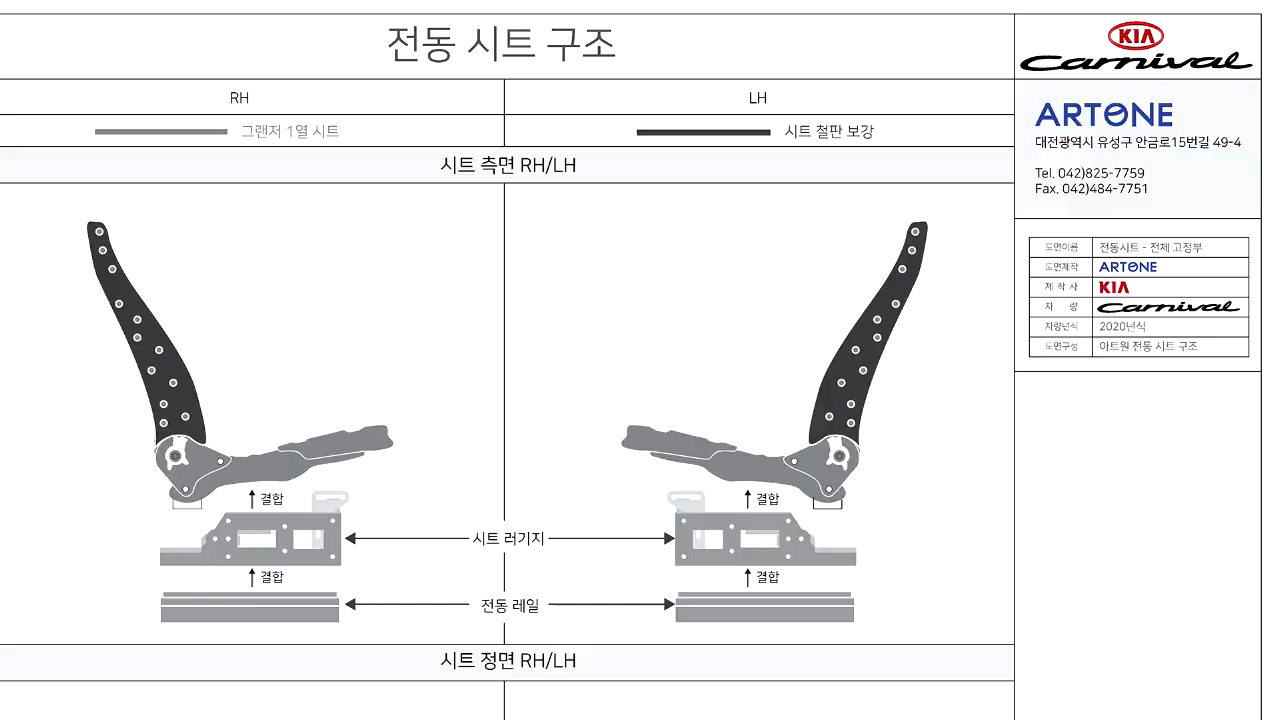 전동 시트 구조
KIA
Carnival
RH
LH
그랜저 1열 시트
시트 철판 보강
시트 측면 RH/LH
ARTONE
대전광역시 유성구 안금로15번길 49-4
Tel. 042)825-7759
Fax. 042)484-7751
도면이름 전동시트 - 전체 고정부
도면제작 ARTONE
제 작 사 KIA
차 량 Carnival
차량년식 2020년식
도면구성 아트원 전동 시트 구조
결합
결합
시트 러기지
결합
결합
전동 레일
시트 정면 RH/LH